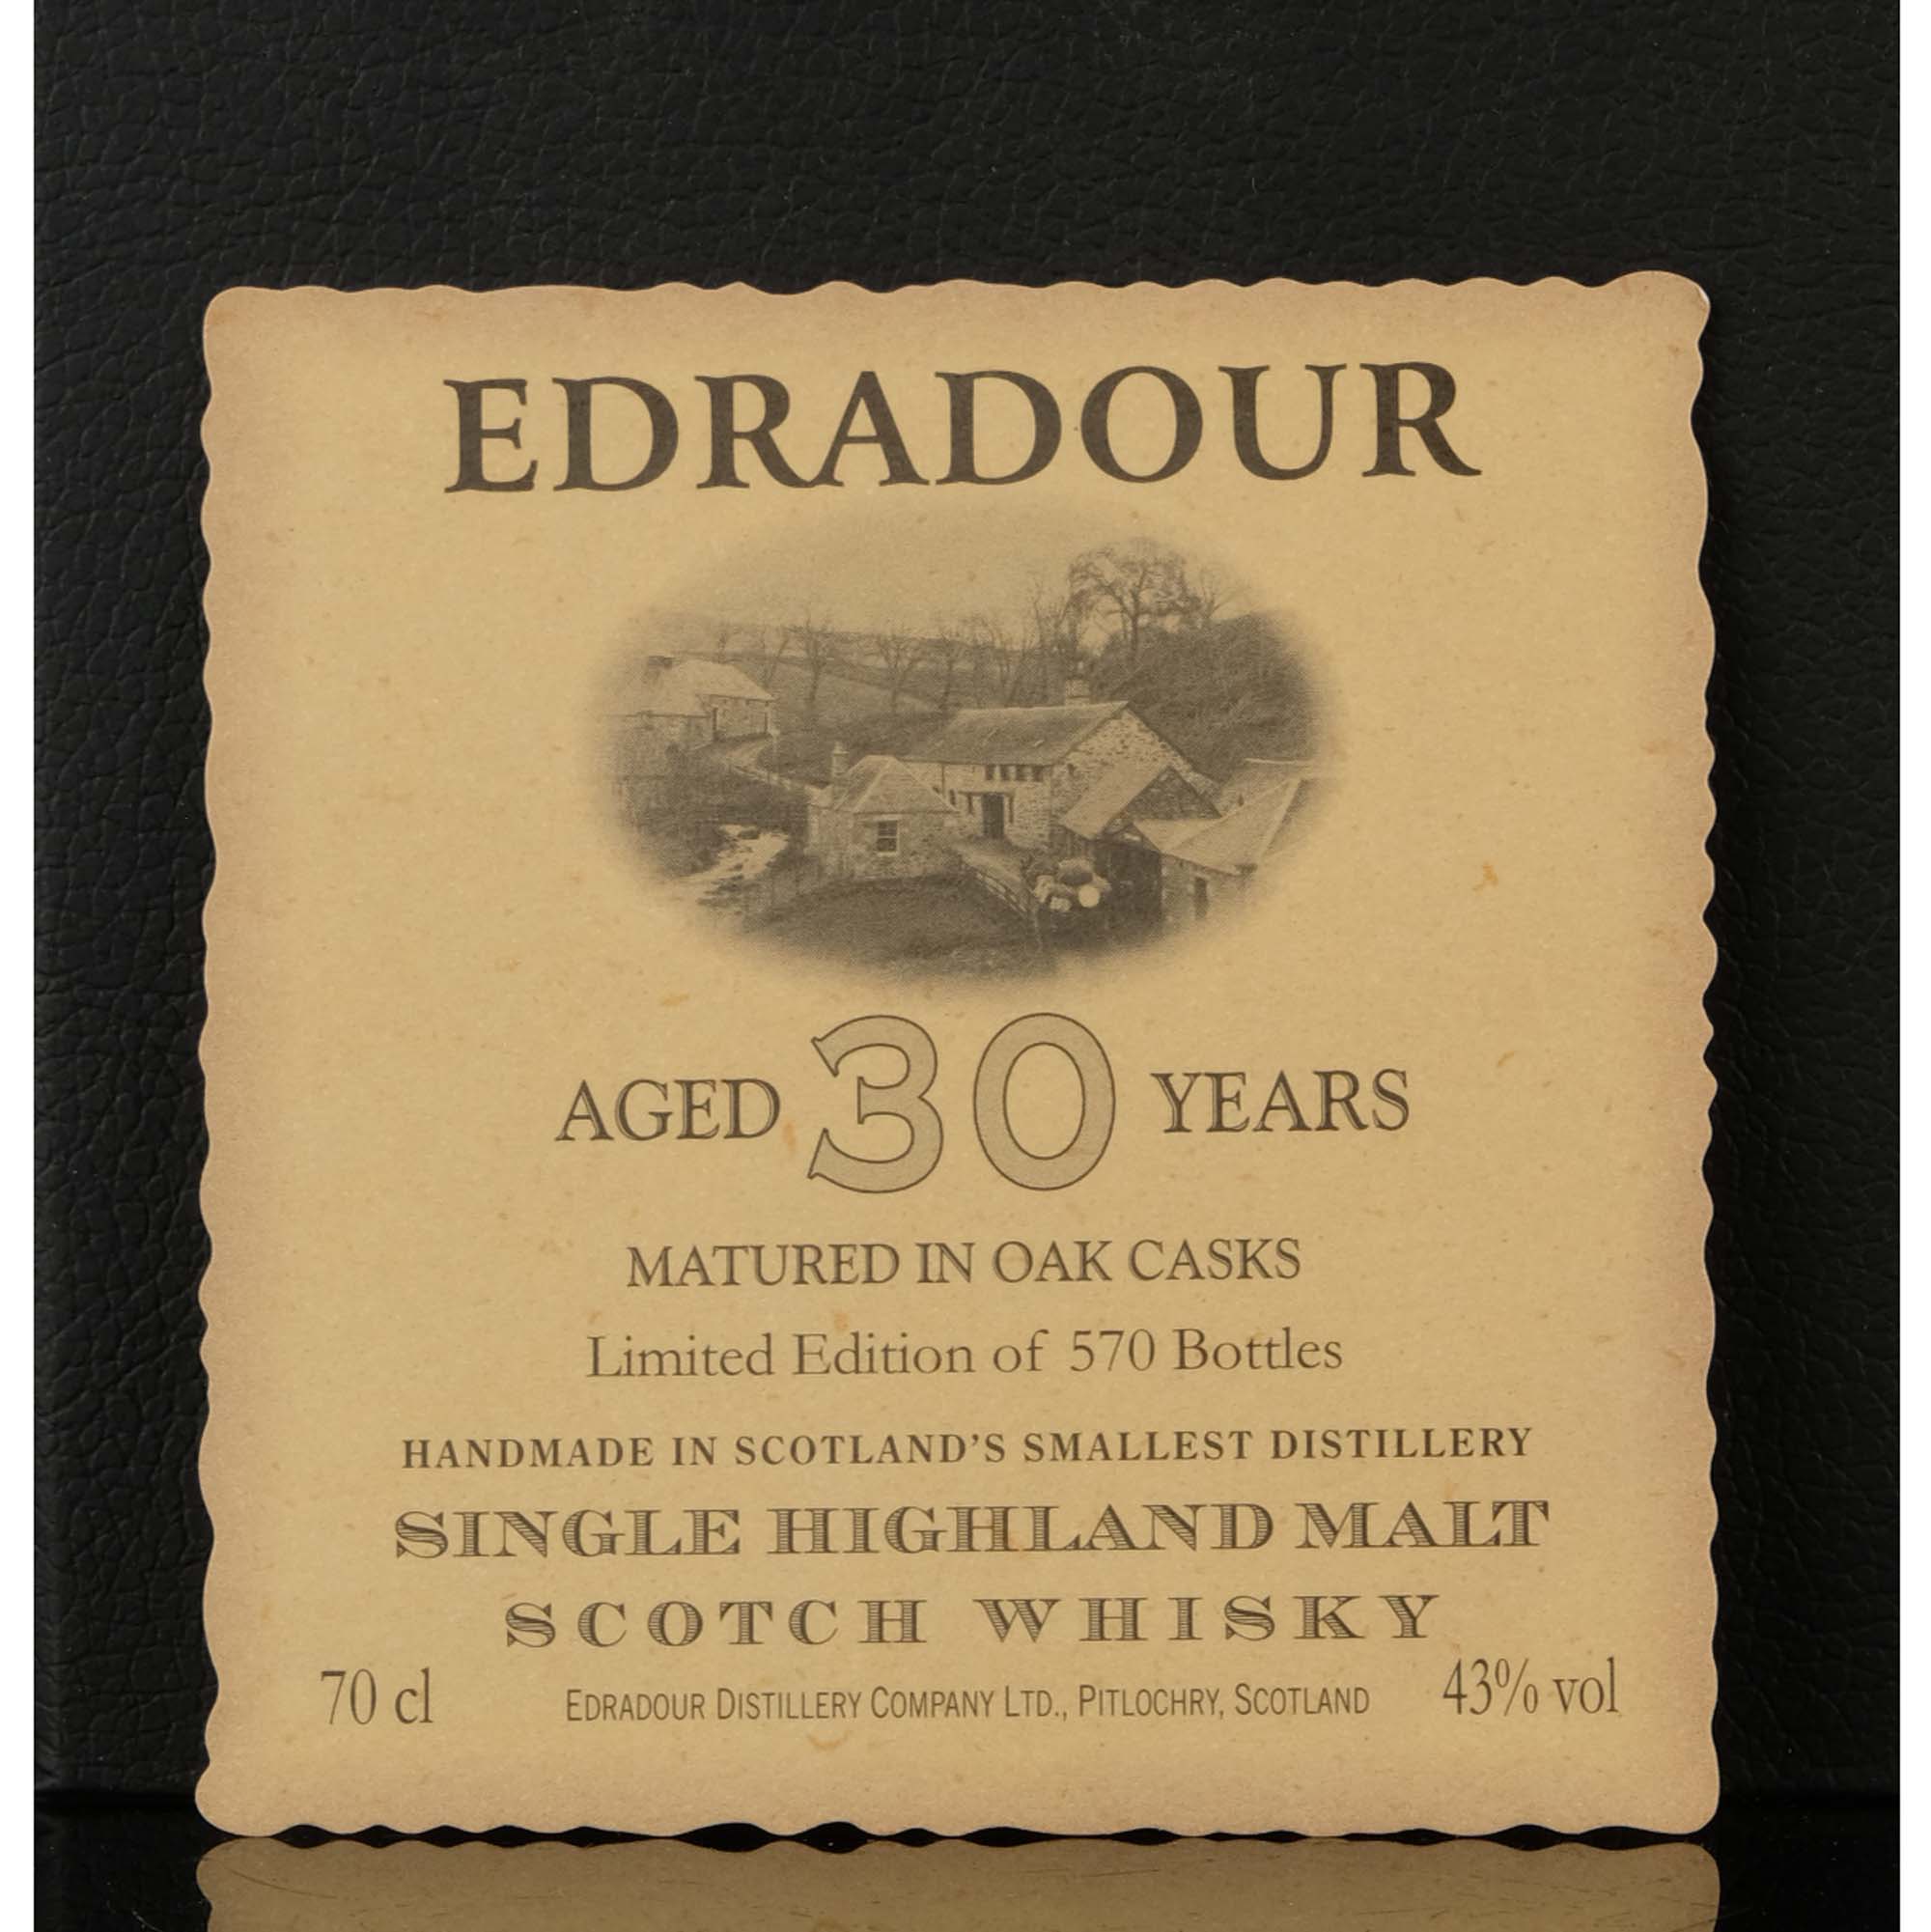 EDRADOUR
AGED 30 YEARS
MATURED IN OAK CASKS
Limited Edition of 570 Bottles
HANDMADE IN SCOTLAND'S SMALLEST DISTILLERY
SINGLE HIGHLAND MALT
SCOTCH WHISKY
70 cl EDRADOUR DISTILLERY COMPANY LTD., PITLOCHRY, SCOTLAND 43% vol